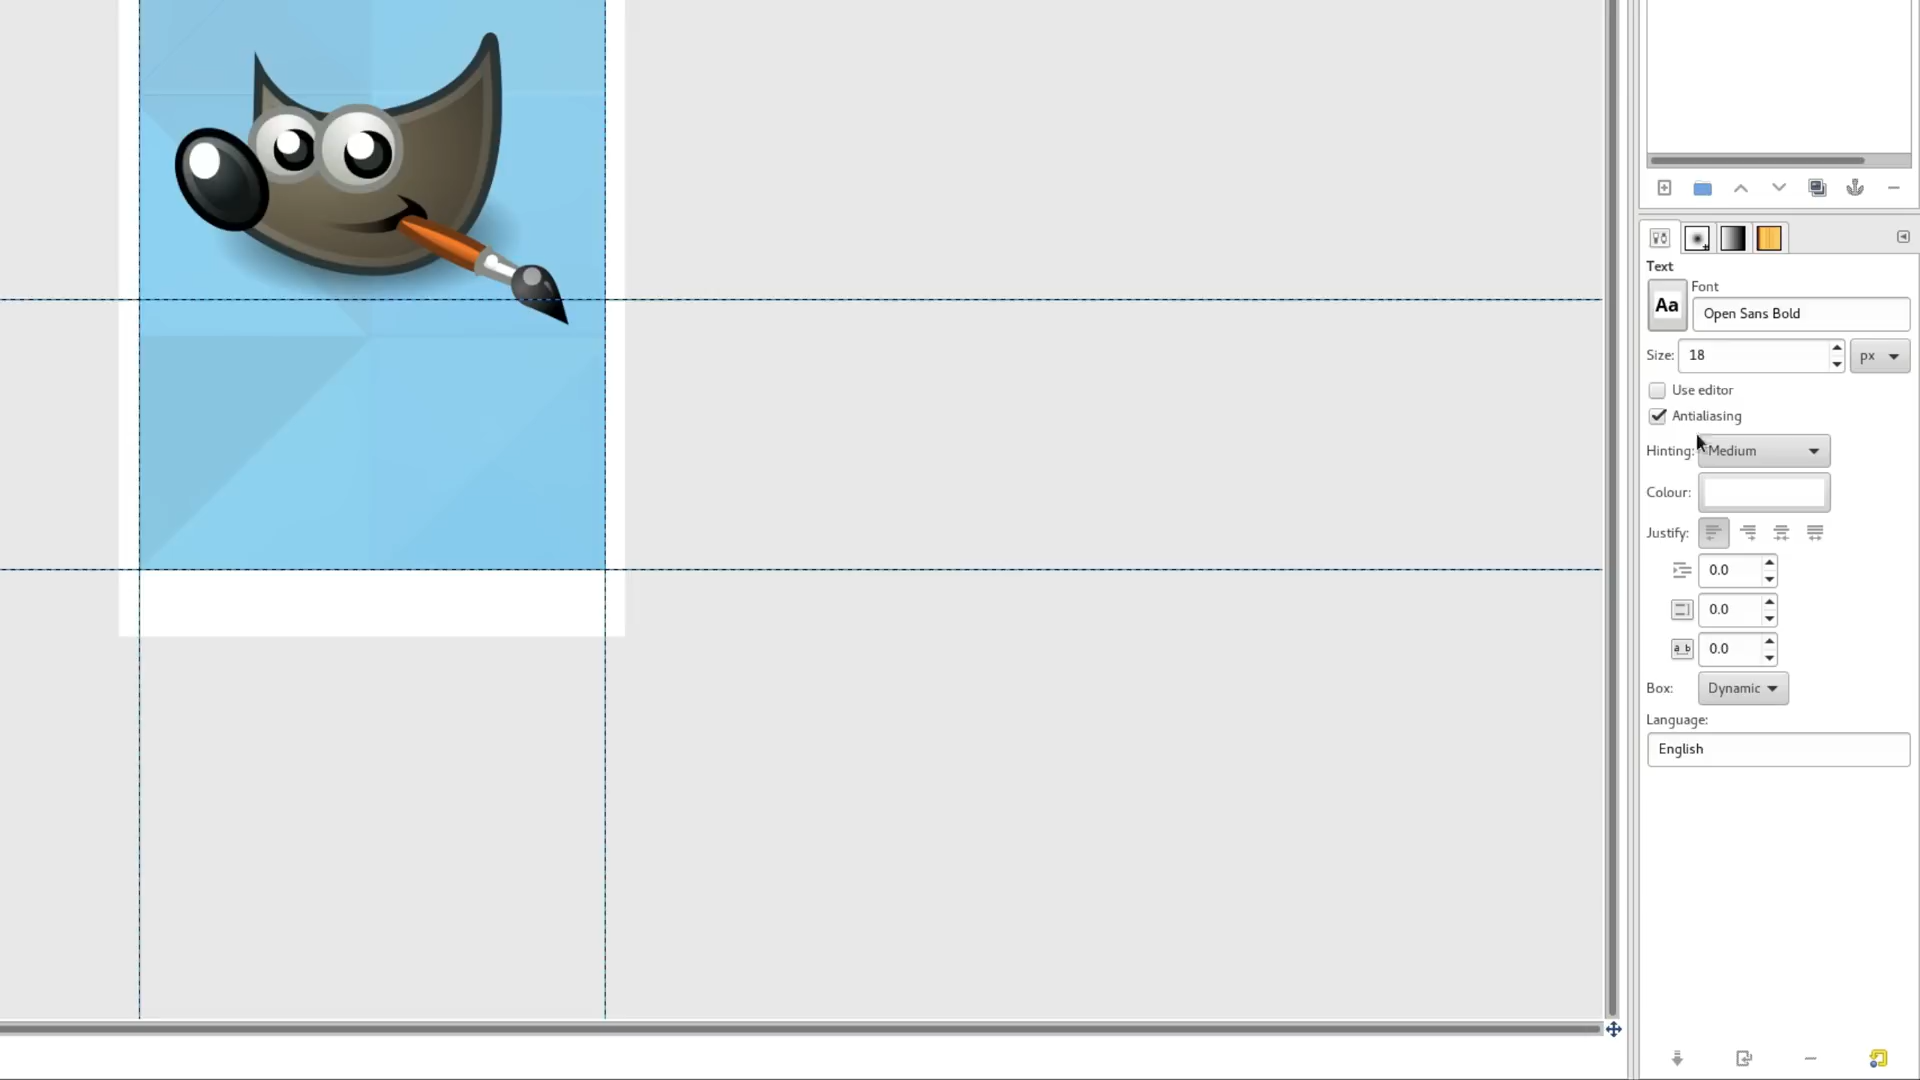 Text
Font
Aa
Open Sans Bold
Size: 18 px
Use editor
Antialiasing
Hinting: Medium
Colour:
Justify:
0.0
0.0
a b 0.0
Box: Dynamic
Language:
English